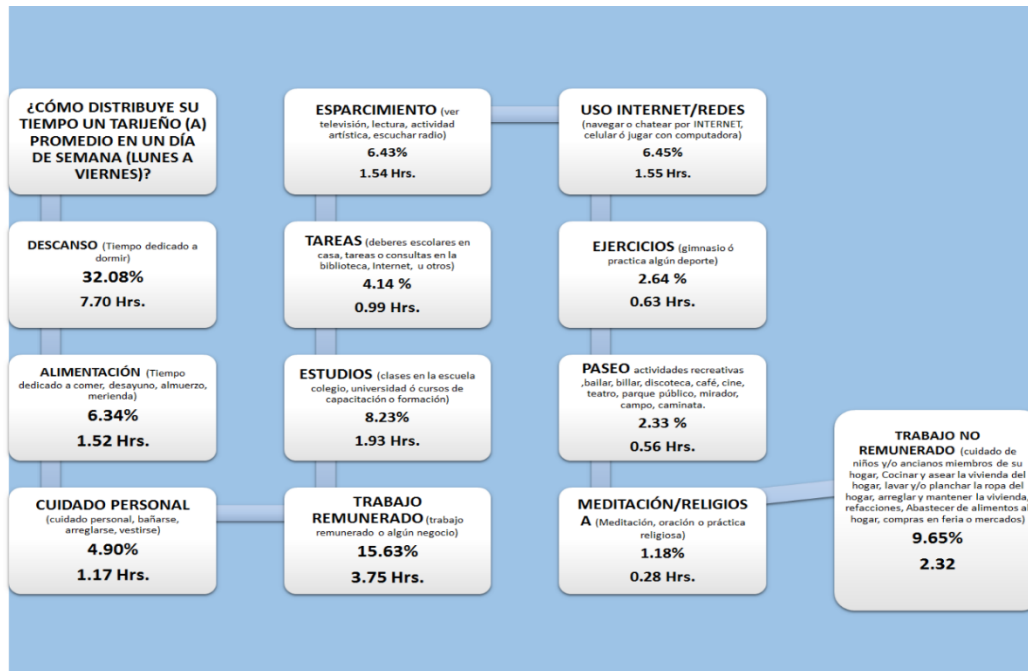 ¿CÓMO DISTRIBUYE SU
TIEMPO UN TARIJEÑO (A)
PROMEDIO EN UN DÍA
DE SEMANA (LUNES A
VIERNES)?
DESCANSO (Tiempo dedicado a
dormir)
32.08%
7.70 Hrs.
ALIMENTACIÓN (Tiempo
dedicado a comer, desayuno, almuerzo,
merienda)
6.34%
1.52 Hrs.
CUIDADO PERSONAL
(cuidado personal, bañarse,
arreglarse, vestirse)
4.90%
1.17 Hrs.
TRABAJO
REMUNERADO (trabajo
remunerado o algún negocio)
15.63%
3.75 Hrs.
ESTUDIOS (clases en la escuela
colegio, universidad ó cursos de
capacitación o formación)
8.23%
1.93 Hrs.
TAREAS (deberes escolares en
casa, tareas o consultas en la
biblioteca, Internet, u otros)
4.14 %
0.99 Hrs.
ESPARCIMIENTO (ver
televisión, lectura, actividad
artística, escuchar radio)
6.43%
1.54 Hrs.
USO INTERNET/REDES
(navegar o chatear por INTERNET,
celular ó jugar con computadora)
6.45%
1.55 Hrs.
EJERCICIOS (gimnasio ó
practica algún deporte)
2.64 %
0.63 Hrs.
PASEO actividades recreativas
,bailar, billar, discoteca, café, cine,
teatro, parque público, mirador,
campo, caminata.
2.33 %
0.56 Hrs.
MEDITACIÓN/RELIGIOS
A (Meditación, oración o práctica
religiosa)
1.18%
0.28 Hrs.
TRABAJO NO
REMUNERADO (cuidado de
niños y/o ancianos miembros de su
hogar, Cocinar y asear la vivienda del
hogar, lavar y/o planchar la ropa del
hogar, arreglar y mantener la vivienda,
refacciones, Abastecer de alimentos al
hogar, compras en feria o mercados)
9.65%
2.32